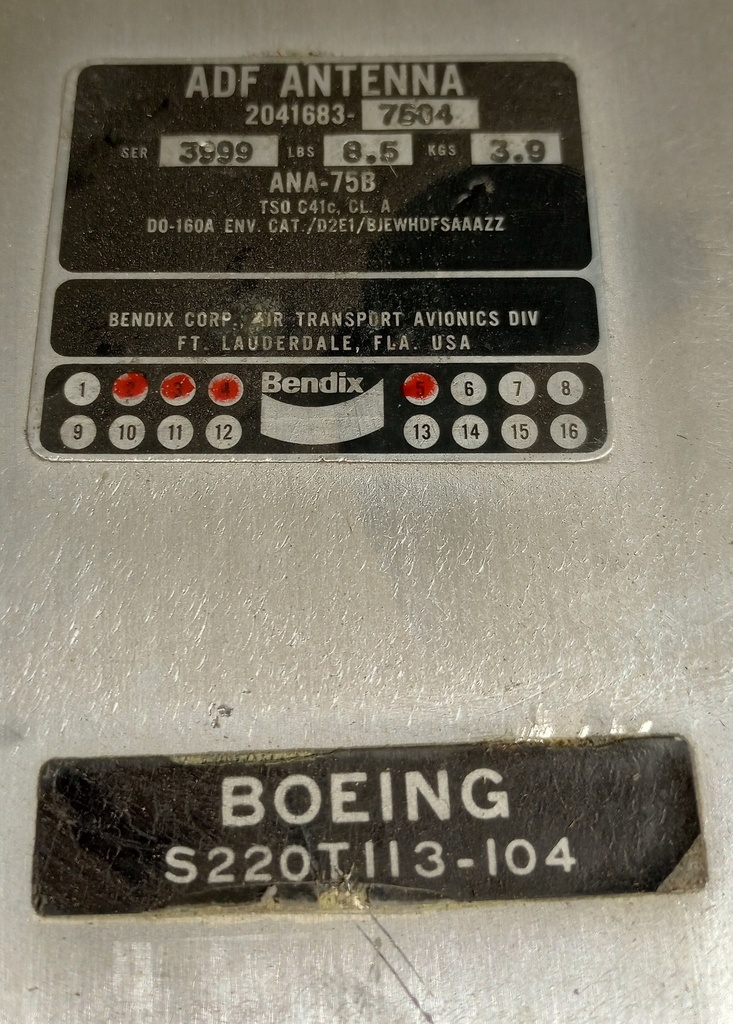 ADF ANTENNA
2041683- 7504
SER 3999 LBS 8.5 KGS 3.9
ANA-75B
TSO C41c, CL. A
DO-160A ENV. CAT./D2E1/BJEWHDFSAAAZZ
BENDIX CORP., AIR TRANSPORT AVIONICS DIV
FT. LAUDERDALE, FLA. USA
1 2 3 4 Bendix 5 6 7 8
9 10 11 12 13 14 15 16
BOEING
S220T113-104